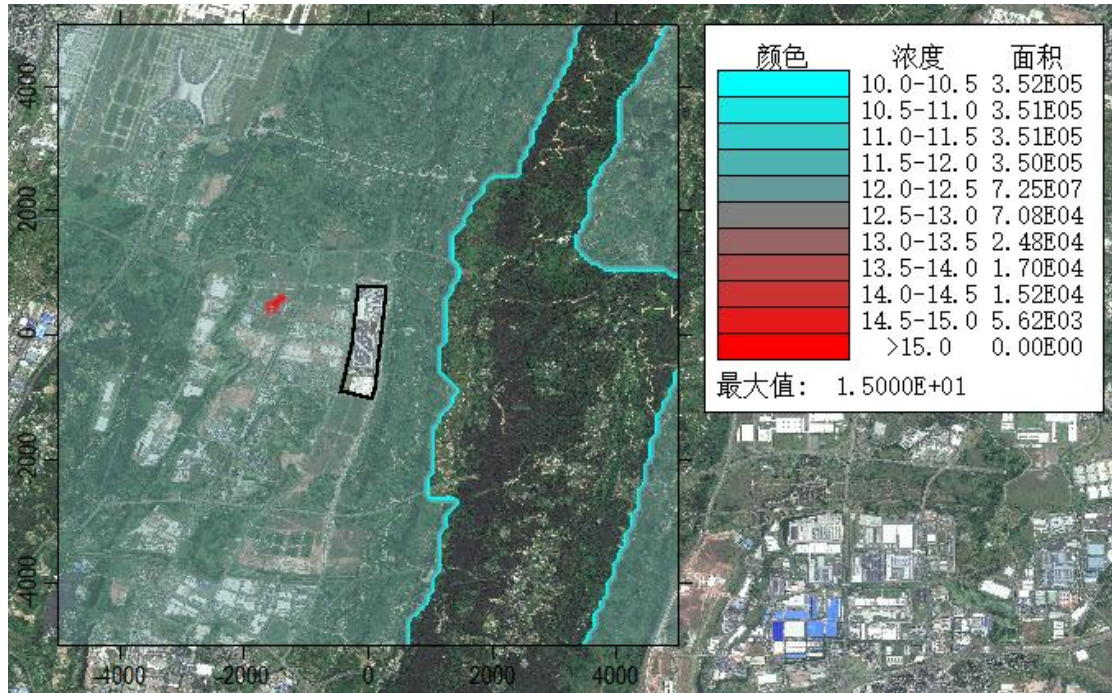 颜色 浓度 面积
10.0-10.5 3.52E05
10.5-11.0 3.51E05
11.0-11.5 3.51E05
11.5-12.0 3.50E05
12.0-12.5 7.25E07
12.5-13.0 7.08E04
13.0-13.5 2.48E04
13.5-14.0 1.70E04
14.0-14.5 1.52E04
14.5-15.0 5.62E03
>15.0 0.00E00
最大值: 1.5000E+01
4000
2000
0
-2000
-4000
-4000 -2000 0 2000 4000